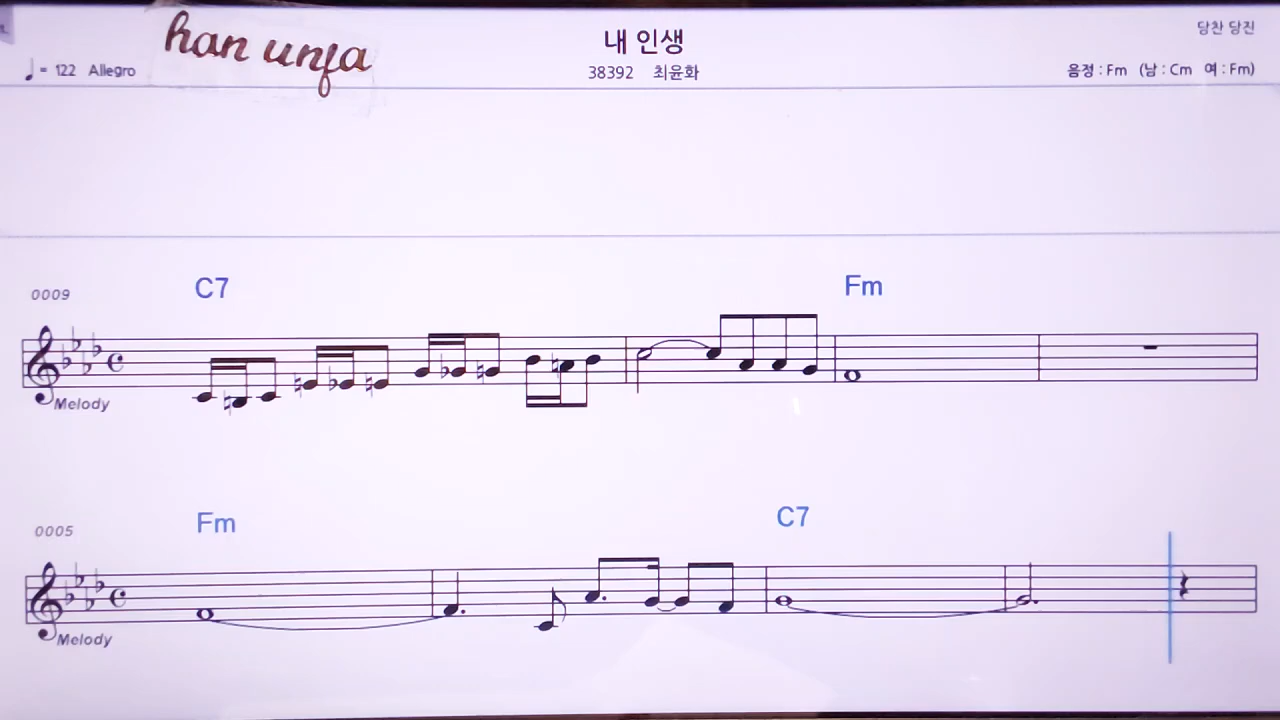 han unja
내 인생
당찬 당진
♩= 122 Allegro
38392 최윤화
음정 : Fm (남 : Cm 여 : Fm)
0009
C7
Fm
Melody
0005
Fm
C7
Melody